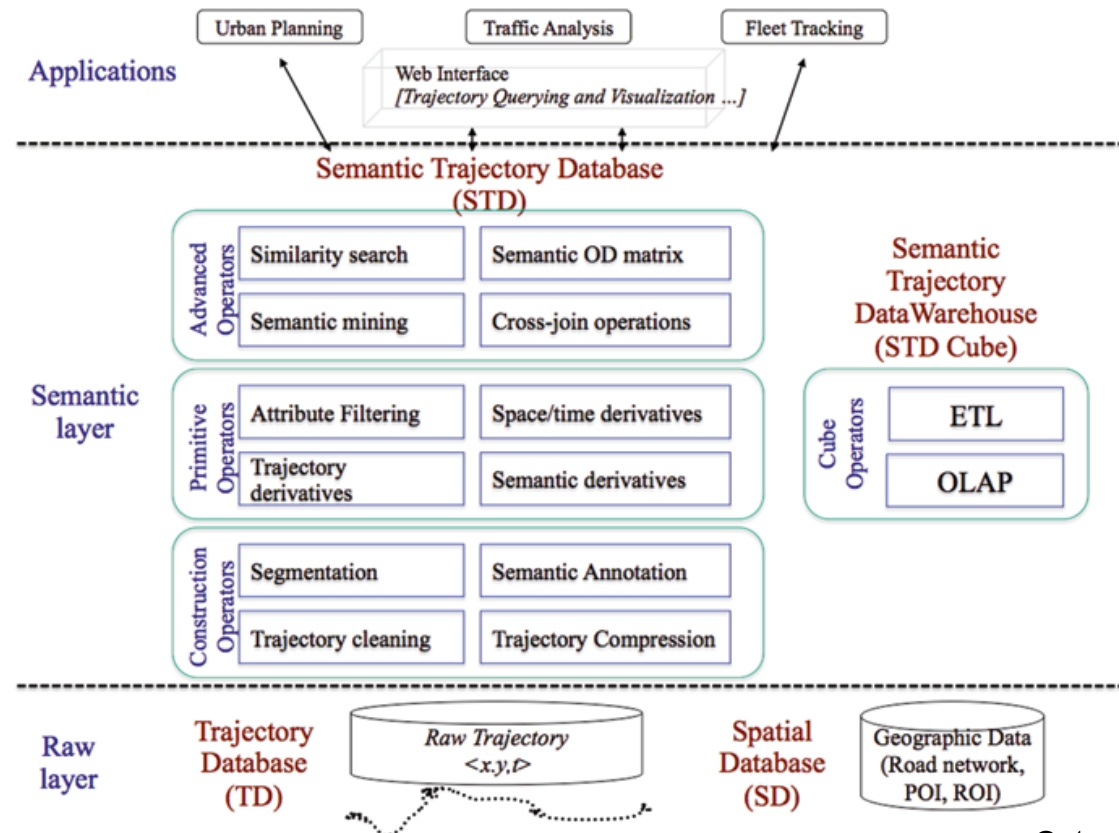 Urban Planning
Traffic Analysis
Fleet Tracking
Applications
Web Interface
[Trajectory Querying and Visualization ...]
Semantic Trajectory Database
(STD)
Semantic
layer
Advanced
Operators
Similarity search
Semantic OD matrix
Semantic mining
Cross-join operations
Primitive
Operators
Attribute Filtering
Space/time derivatives
Trajectory
derivatives
Semantic derivatives
Construction
Operators
Segmentation
Semantic Annotation
Trajectory cleaning
Trajectory Compression
Semantic
Trajectory
DataWarehouse
(STD Cube)
Cube
Operators
ETL
OLAP
Raw
layer
Trajectory
Database
(TD)
Raw Trajectory
<x.y,t>
Spatial
Database
(SD)
Geographic Data
(Road network,
POI, ROI)